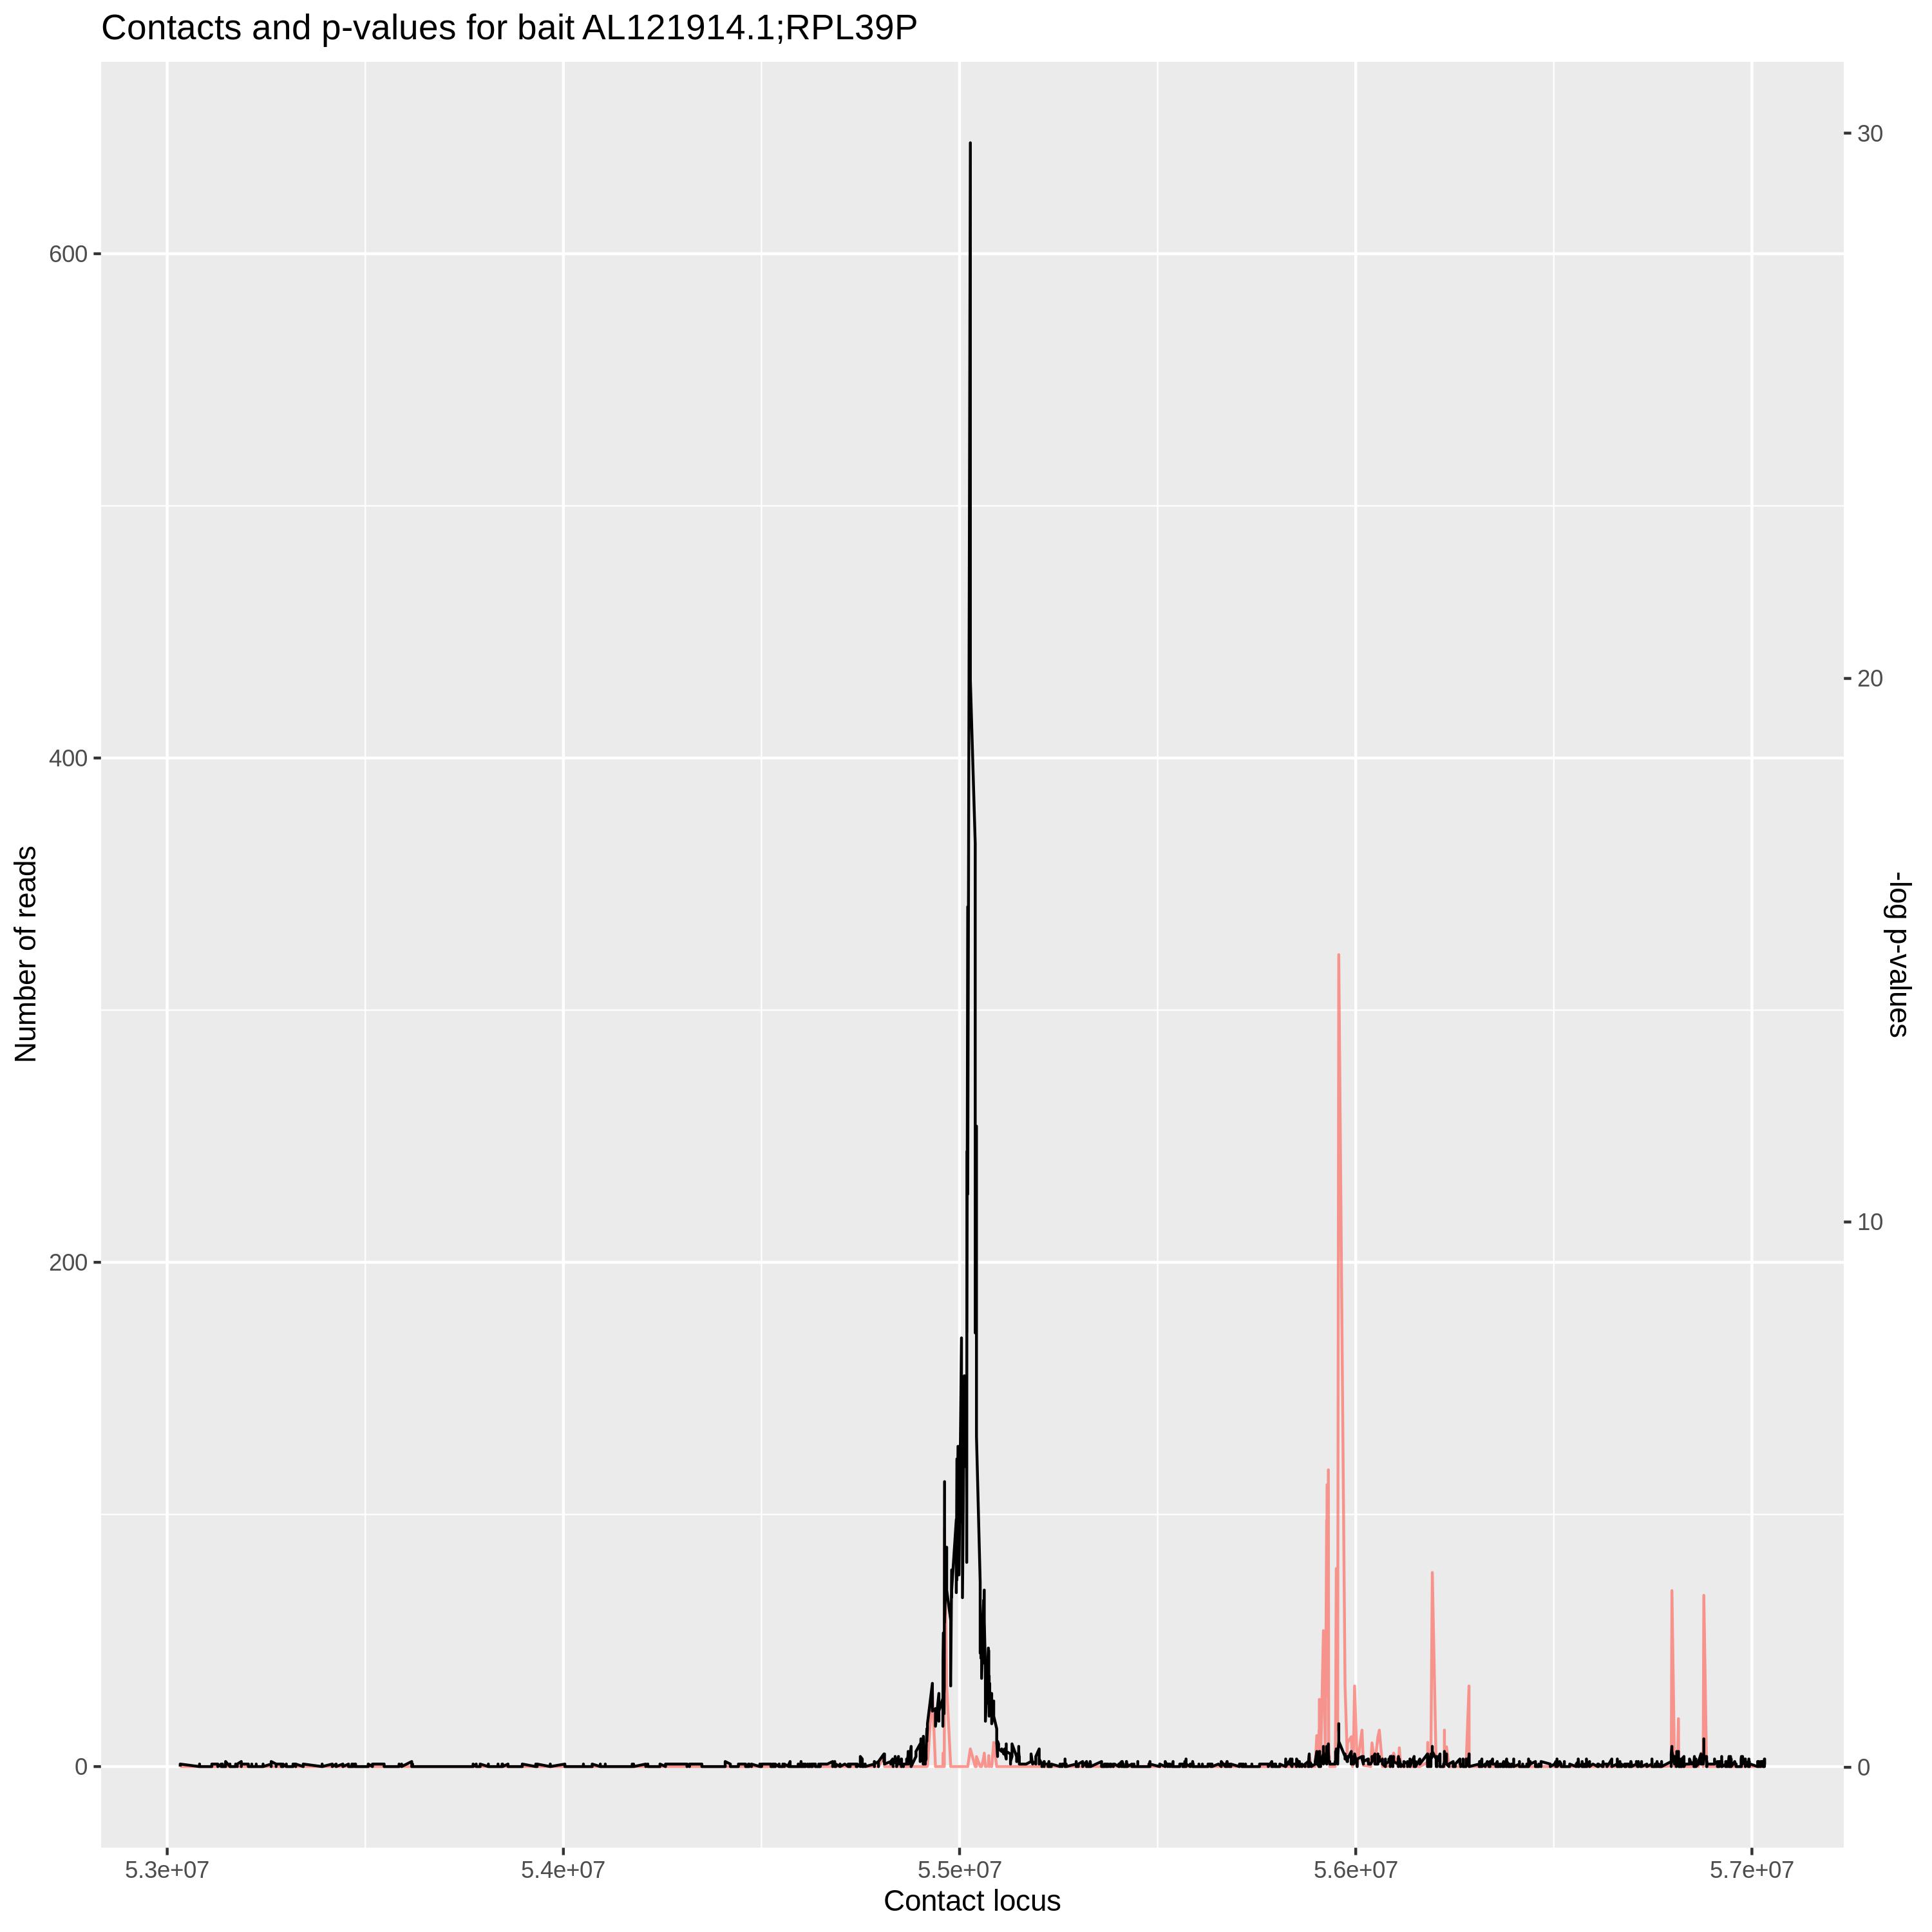 Contacts and p-values for bait AL121914.1;RPL39P
Number of reads
600
400
200
0
30
20
10
0
-log p-values
5.3e+07 5.4e+07 5.5e+07 5.6e+07 5.7e+07
Contact locus